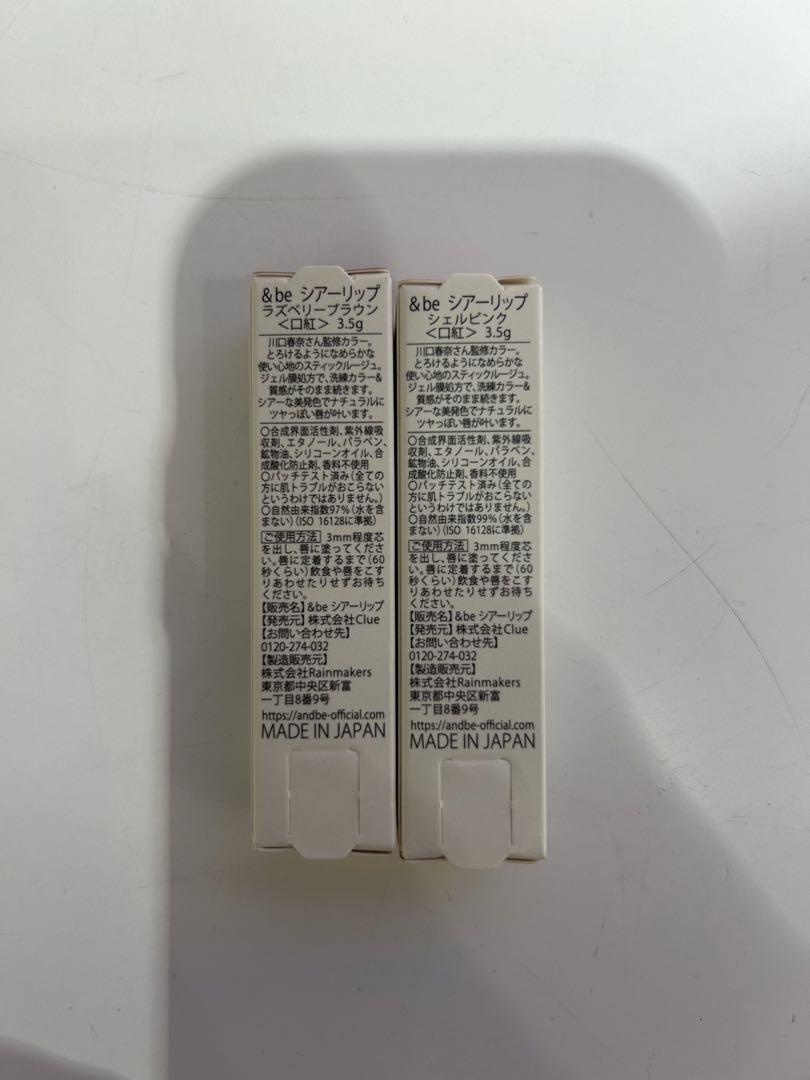 &be シアーリップ
ラズベリーブラウン
＜口紅＞ 3.5g
川口春奈さん監修カラー。
とろけるようになめらかな
使い心地のスティックルージュ。
ジェル膜処方で、洗練カラー&
質感がそのまま続きます。
シアーな美発色でナチュラルに
ツヤっぽい唇が叶います。
○合成界面活性剤、紫外線吸
収剤、エタノール、パラベン、
鉱物油、シリコーンオイル、合
成酸化防止剤、香料不使用
○パッチテスト済み(全ての
方に肌トラブルがおこらない
というわけではありません。)
○自然由来指数97%(水を含
まない)(ISO 16128に準拠)
ご使用方法 3mm程度芯
を出し、唇に塗ってくださ
い。唇に定着するまで(60
秒くらい)飲食や唇をこす
りあわせたりせずお待ち
ください。
【販売名】&be シアーリップ
【発売元】株式会社Clue
【お問い合わせ先】
0120-274-032
【製造販売元】
株式会社Rainmakers
東京都中央区新富
一丁目8番9号
https://andbe-official.com
MADE IN JAPAN
&be シアーリップ
シェルピンク
＜口紅＞ 3.5g
川口春奈さん監修カラー。
とろけるようになめらかな
使い心地のスティックルージュ。
ジェル膜処方で、洗練カラー&
質感がそのまま続きます。
シアーな美発色でナチュラルに
ツヤっぽい唇が叶います。
○合成界面活性剤、紫外線吸
収剤、エタノール、パラベン、
鉱物油、シリコーンオイル、合
成酸化防止剤、香料不使用
○パッチテスト済み(全ての
方に肌トラブルがおこらない
というわけではありません。)
○自然由来指数99%(水を含
まない)(ISO 16128に準拠)
ご使用方法 3mm程度芯
を出し、唇に塗ってくださ
い。唇に定着するまで(60
秒くらい)飲食や唇をこす
りあわせたりせずお待ち
ください。
【販売名】&be シアーリップ
【発売元】株式会社Clue
【お問い合わせ先】
0120-274-032
【製造販売元】
株式会社Rainmakers
東京都中央区新富
一丁目8番9号
https://andbe-official.com
MADE IN JAPAN